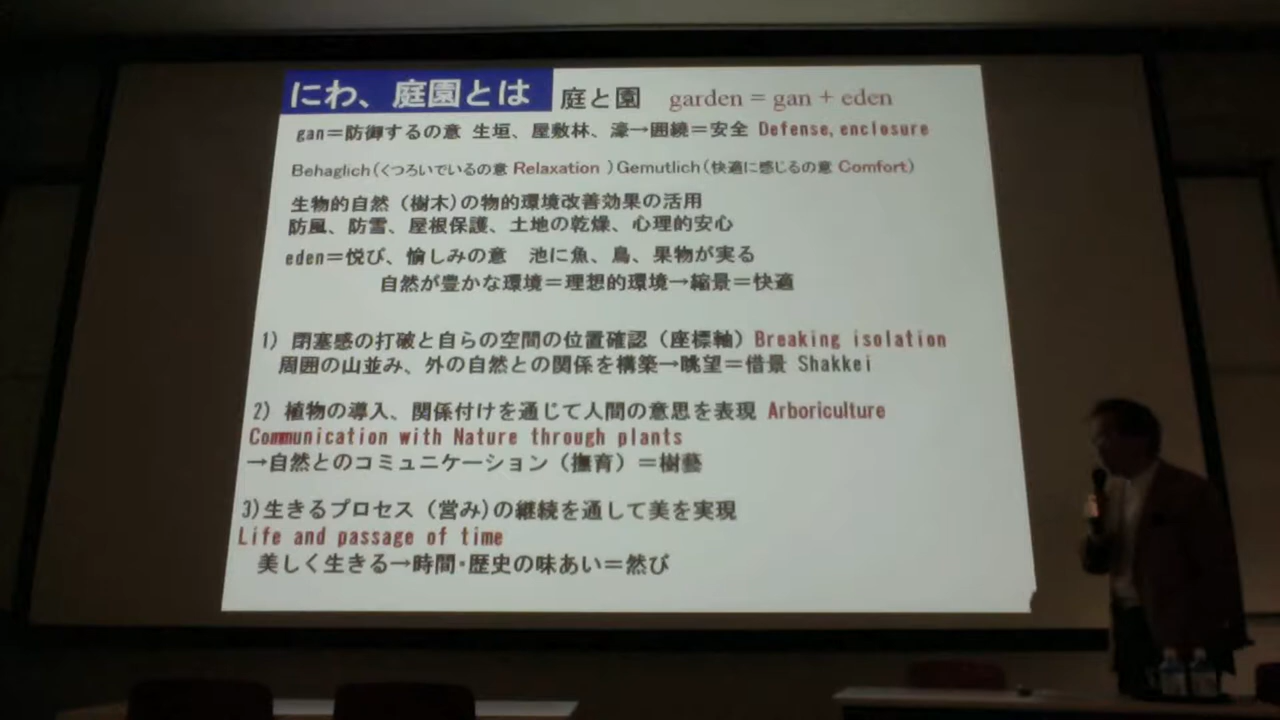 にわ、庭園とは 庭と園 garden = gan + eden
gan＝防御するの意 生垣、屋敷林、濠→囲繞＝安全 Defense, enclosure
Behaglich（くつろいでいるの意 Relaxation ）Gemutlich（快適に感じるの意 Comfort）
生物的自然（樹木）の物的環境改善効果の活用
防風、防雪、屋根保護、土地の乾燥、心理的安心
eden＝悦び、愉しみの意 池に魚、鳥、果物が実る
自然が豊かな環境＝理想的環境→縮景＝快適
1）閉塞感の打破と自らの空間の位置確認（座標軸）Breaking isolation
周囲の山並み、外の自然との関係を構築→眺望＝借景 Shakkei
2）植物の導入、関係付けを通じて人間の意思を表現 Arboriculture
Communication with Nature through plants
→自然とのコミュニケーション（撫育）＝樹藝
3)生きるプロセス（営み)の継続を通して美を実現
Life and passage of time
美しく生きる→時間・歴史の味あい＝然び